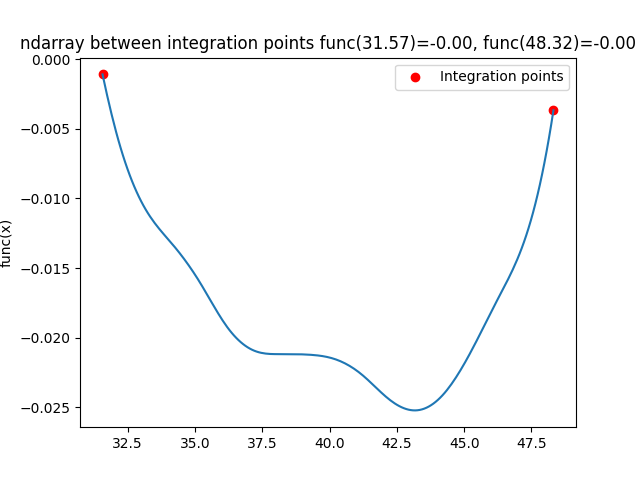 ndarray between integration points func(31.57)=-0.00, func(48.32)=-0.00
Integration points
func(x)
0.000
−0.005
−0.010
−0.015
−0.020
−0.025
32.5 35.0 37.5 40.0 42.5 45.0 47.5